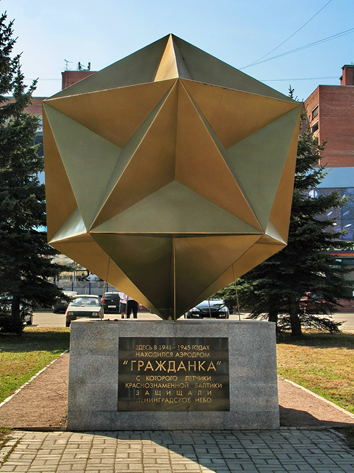 ЗДЕСЬ В 1941 - 1945 ГОДАХ
НАХОДИЛСЯ АЭРОДРОМ
"ГРАЖДАНКА"
С КОТОРОГО ЛЕТЧИКИ
КРАСНОЗНАМЕННОЙ БАЛТИКИ
ЗАЩИЩАЛИ
ЛЕНИНГРАДСКОЕ НЕБО